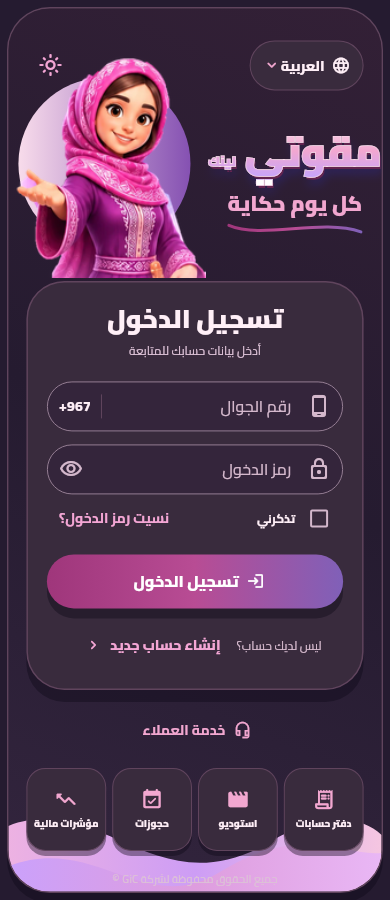 العربية
مقوتي لينك
كل يوم حكاية
تسجيل الدخول
أدخل بيانات حسابك للمتابعة
رقم الجوال
+967
رمز الدخول
تذكرني
نسيت رمز الدخول؟
تسجيل الدخول
ليس لديك حساب؟
إنشاء حساب جديد
خدمة العملاء
دفتر حسابات
استوديو
حجوزات
مؤشرات مالية
جميع الحقوق محفوظة لشركة GIC ©